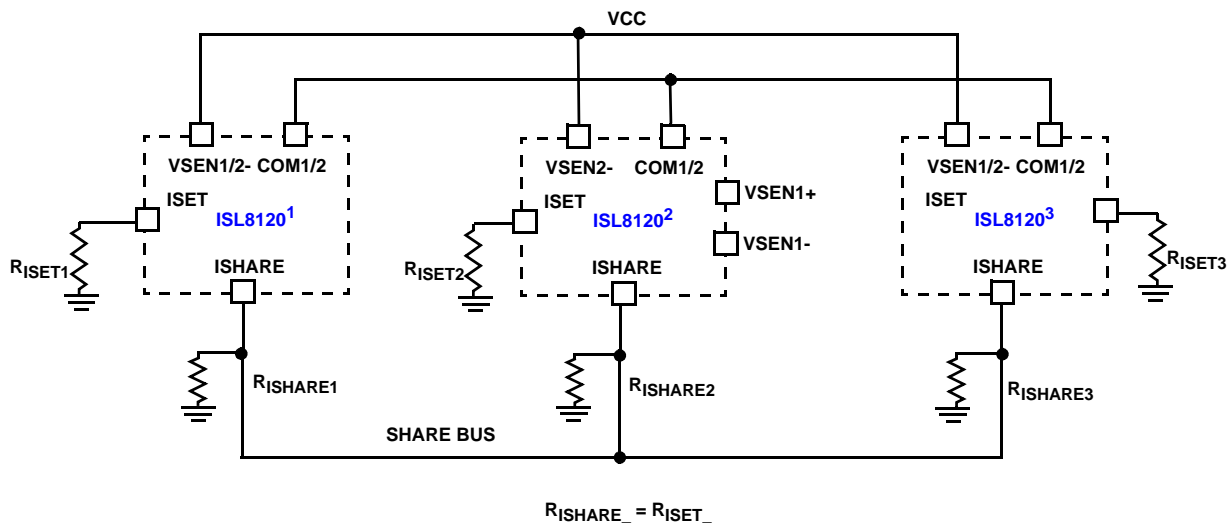 VCC
VSEN1/2- COM1/2
VSEN2- COM1/2
VSEN1/2- COM1/2
ISET
ISL8120¹
ISET
ISL8120²
VSEN1+
VSEN1-
ISET
ISL8120³
RISET1
ISHARE
RISET2
ISHARE
ISHARE
RISET3
RISHARE1
RISHARE2
RISHARE3
SHARE BUS
RISHARE_ = RISET_